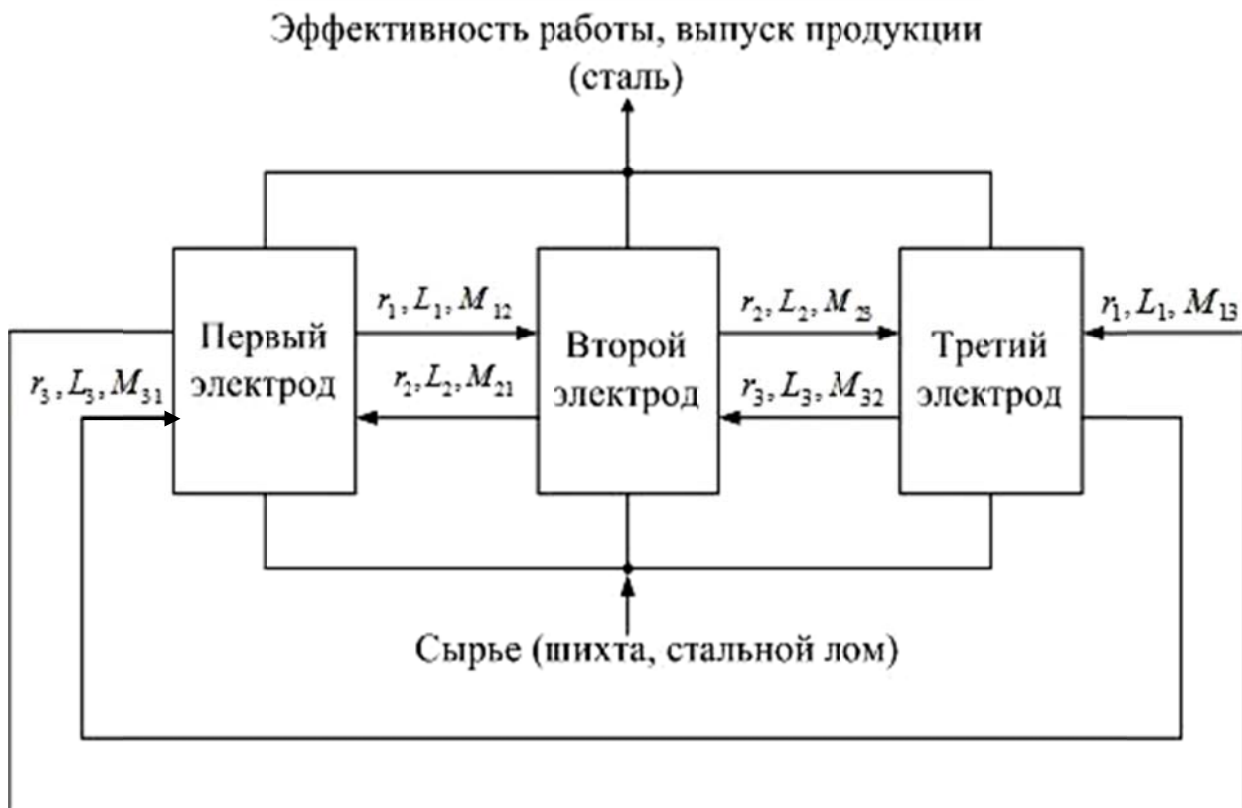 Эффективность работы, выпуск продукции
(сталь)
r₁, L₁, M₁₂
r₂, L₂, M₂₃
r₁, L₁, M₁₃
Первый
электрод
Второй
электрод
Третий
электрод
r₃, L₃, M₃₁
r₂, L₂, M₂₁
r₃, L₃, M₃₂
Сырье (шихта, стальной лом)